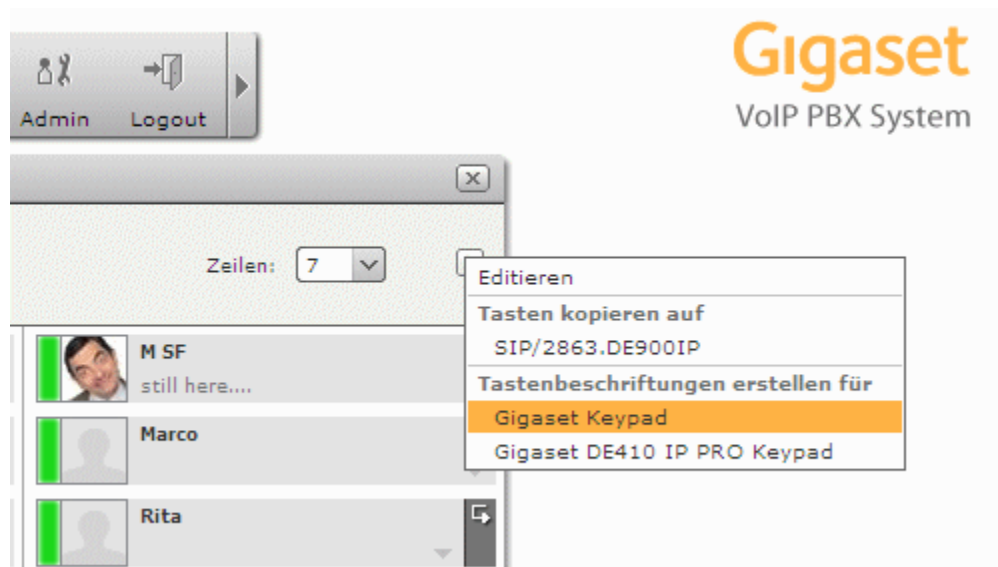 Gigaset
VoIP PBX System
Admin Logout
Zeilen: 7
Editieren
Tasten kopieren auf
SIP/2863.DE900IP
Tastenbeschriftungen erstellen für
Gigaset Keypad
Gigaset DE410 IP PRO Keypad
M SF
still here....
Marco
Rita